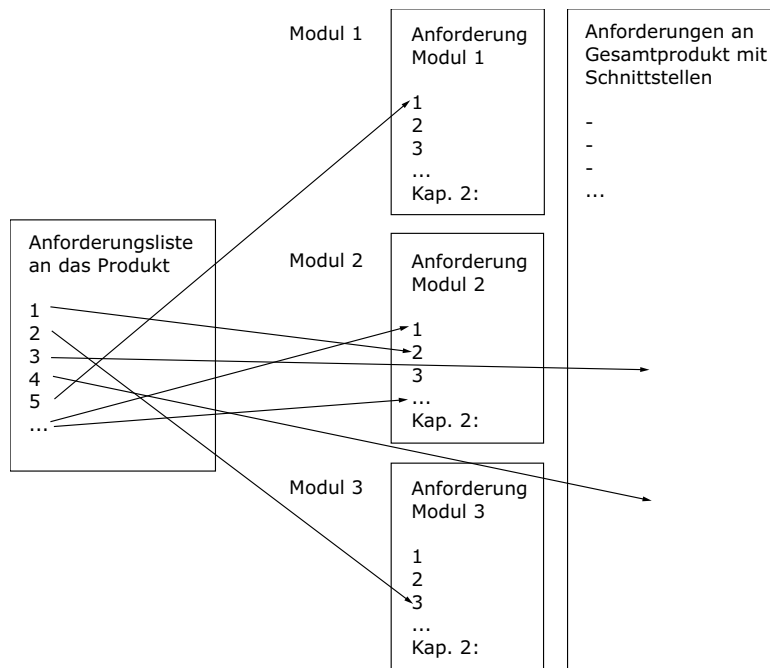 Anforderungsliste
an das Produkt
1
2
3
4
5
...
Modul 1
Anforderung
Modul 1
1
2
3
...
Kap. 2:
Modul 2
Anforderung
Modul 2
1
2
3
...
Kap. 2:
Modul 3
Anforderung
Modul 3
1
2
3
...
Kap. 2:
Anforderungen an
Gesamtprodukt mit
Schnittstellen
-
-
-
...